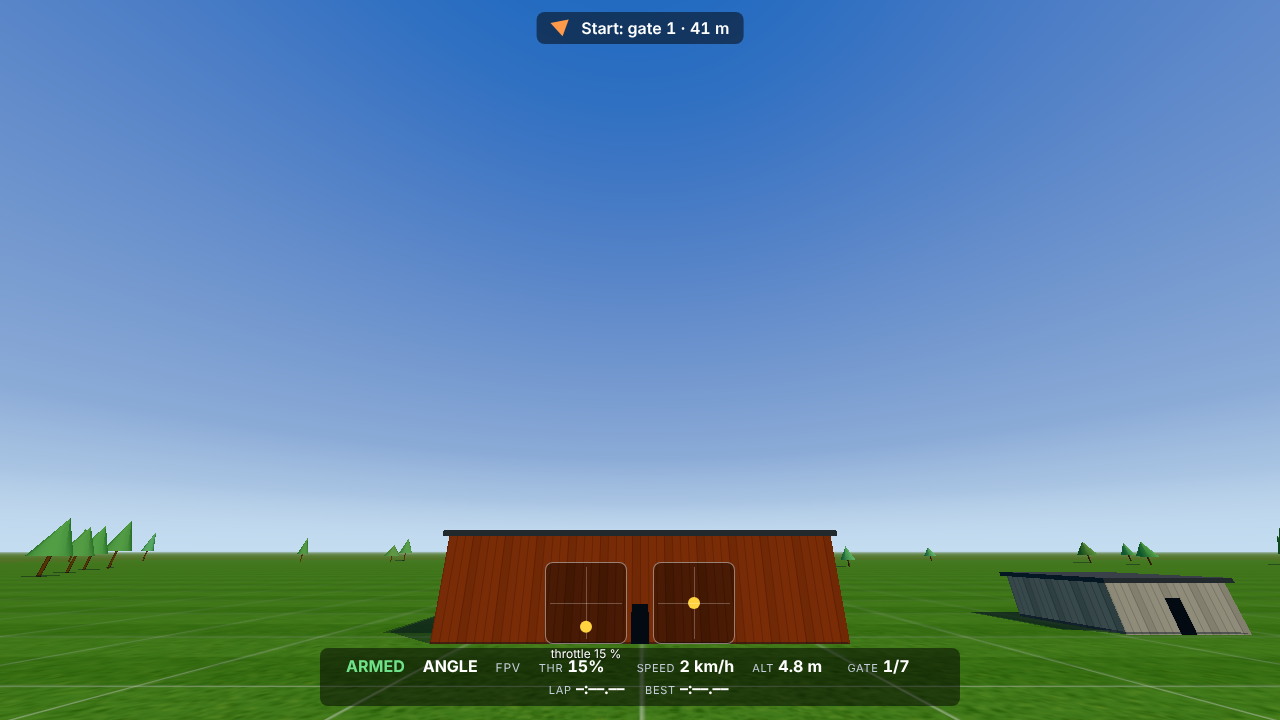 Start: gate 1 · 41 m
throttle 15 %
ARMED ANGLE FPV THR 15% SPEED 2 km/h ALT 4.8 m GATE 1/7
LAP –:––.–– BEST –:––.––